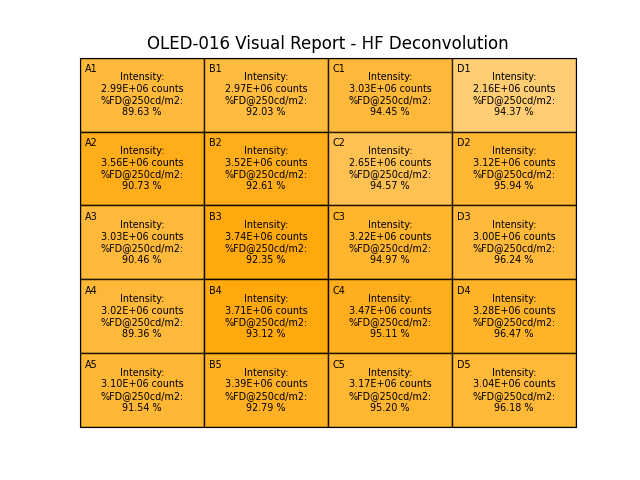 OLED-016 Visual Report - HF Deconvolution
A1
Intensity:
2.99E+06 counts
%FD@250cd/m2:
89.63 %
B1
Intensity:
2.97E+06 counts
%FD@250cd/m2:
92.03 %
C1
Intensity:
3.03E+06 counts
%FD@250cd/m2:
94.45 %
D1
Intensity:
2.16E+06 counts
%FD@250cd/m2:
94.37 %
A2
Intensity:
3.56E+06 counts
%FD@250cd/m2:
90.73 %
B2
Intensity:
3.52E+06 counts
%FD@250cd/m2:
92.61 %
C2
Intensity:
2.65E+06 counts
%FD@250cd/m2:
94.57 %
D2
Intensity:
3.12E+06 counts
%FD@250cd/m2:
95.94 %
A3
Intensity:
3.03E+06 counts
%FD@250cd/m2:
90.46 %
B3
Intensity:
3.74E+06 counts
%FD@250cd/m2:
92.35 %
C3
Intensity:
3.22E+06 counts
%FD@250cd/m2:
94.97 %
D3
Intensity:
3.00E+06 counts
%FD@250cd/m2:
96.24 %
A4
Intensity:
3.02E+06 counts
%FD@250cd/m2:
89.36 %
B4
Intensity:
3.71E+06 counts
%FD@250cd/m2:
93.12 %
C4
Intensity:
3.47E+06 counts
%FD@250cd/m2:
95.11 %
D4
Intensity:
3.28E+06 counts
%FD@250cd/m2:
96.47 %
A5
Intensity:
3.10E+06 counts
%FD@250cd/m2:
91.54 %
B5
Intensity:
3.39E+06 counts
%FD@250cd/m2:
92.79 %
C5
Intensity:
3.17E+06 counts
%FD@250cd/m2:
95.20 %
D5
Intensity:
3.04E+06 counts
%FD@250cd/m2:
96.18 %